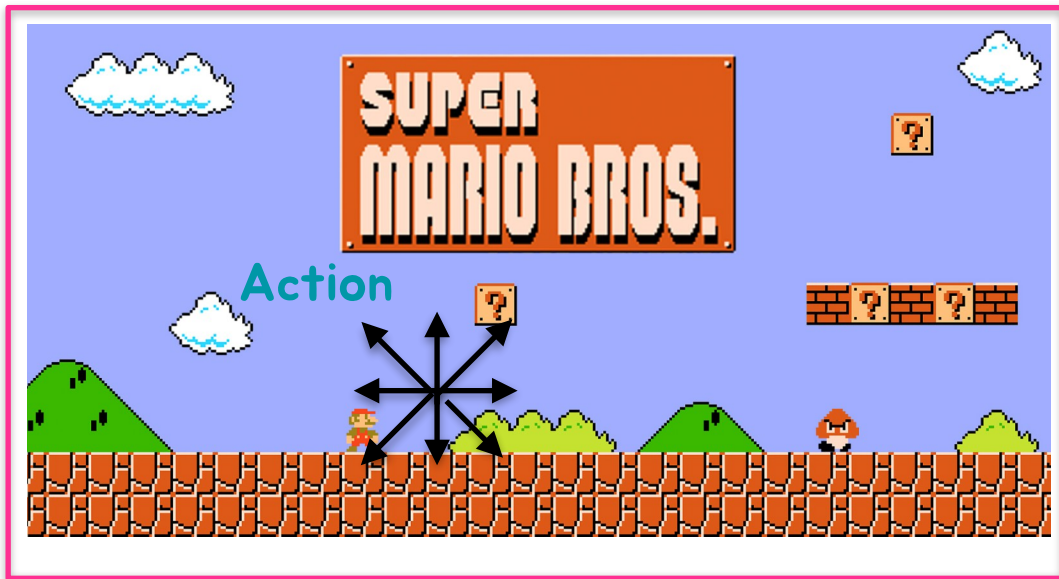 SUPER
MARIO BROS.
?
Action
?
? ?